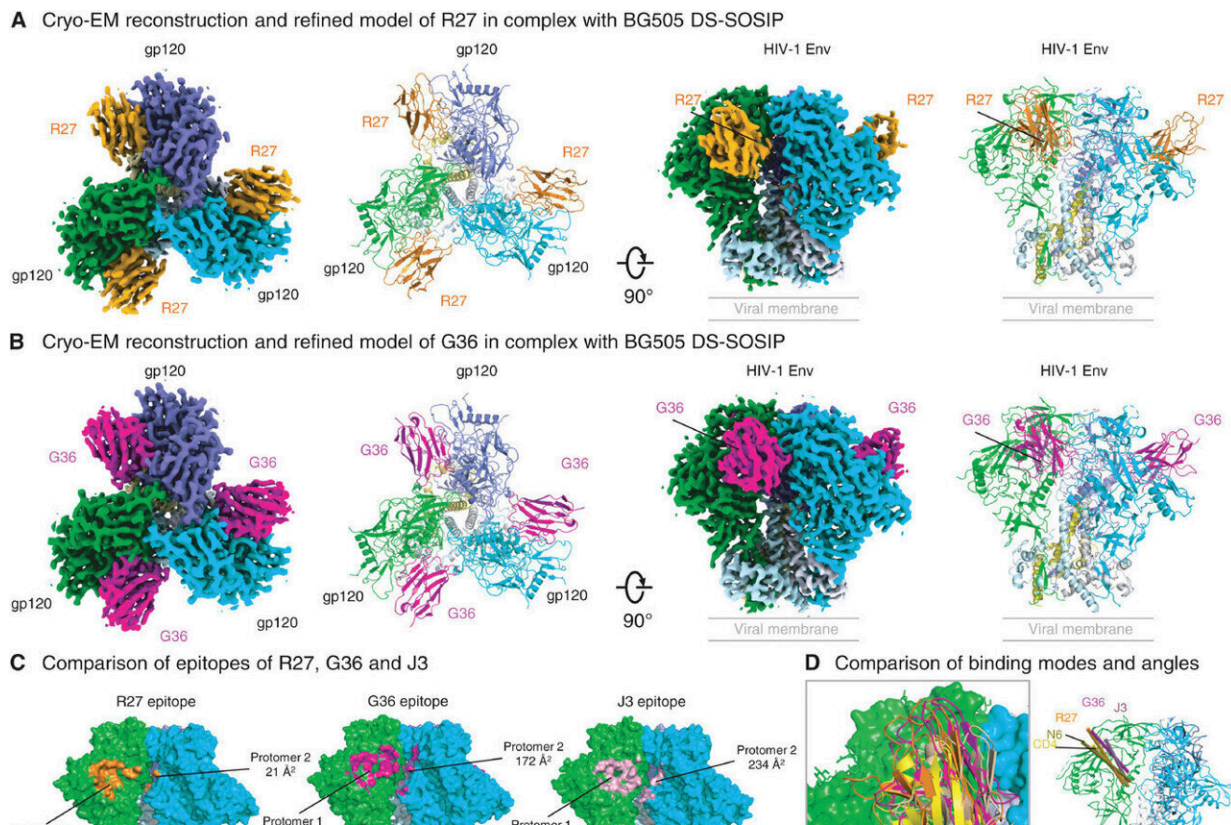 A Cryo-EM reconstruction and refined model of R27 in complex with BG505 DS-SOSIP
gp120
gp120
HIV-1 Env
HIV-1 Env
R27
R27
R27
R27
R27
R27
R27
R27
R27
R27
gp120
gp120
gp120
gp120
90°
Viral membrane
Viral membrane
B Cryo-EM reconstruction and refined model of G36 in complex with BG505 DS-SOSIP
gp120
gp120
HIV-1 Env
HIV-1 Env
G36
G36
G36
G36
G36
G36
G36
G36
G36
G36
gp120
gp120
gp120
gp120
90°
Viral membrane
Viral membrane
C Comparison of epitopes of R27, G36 and J3
D Comparison of binding modes and angles
R27 epitope
G36 epitope
J3 epitope
Protomer 2
21 Å²
Protomer 2
172 Å²
Protomer 2
234 Å²
Protomer 1
Protomer 1
G36
J3
R27
N6
CD4